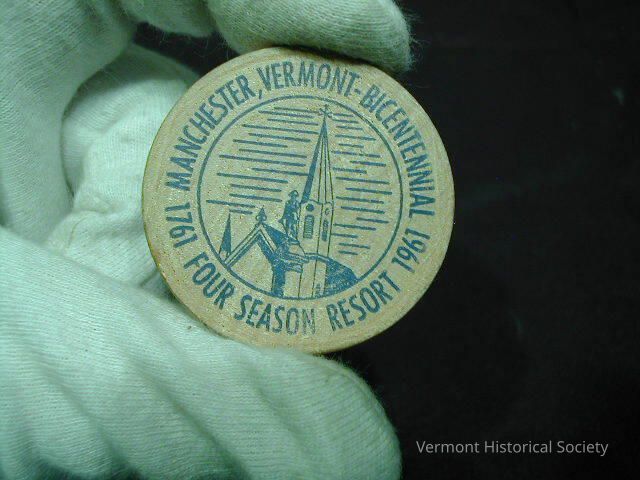 MANCHESTER, VERMONT-BICENTENNIAL
1761 FOUR SEASON RESORT 1961
Vermont Historical Society